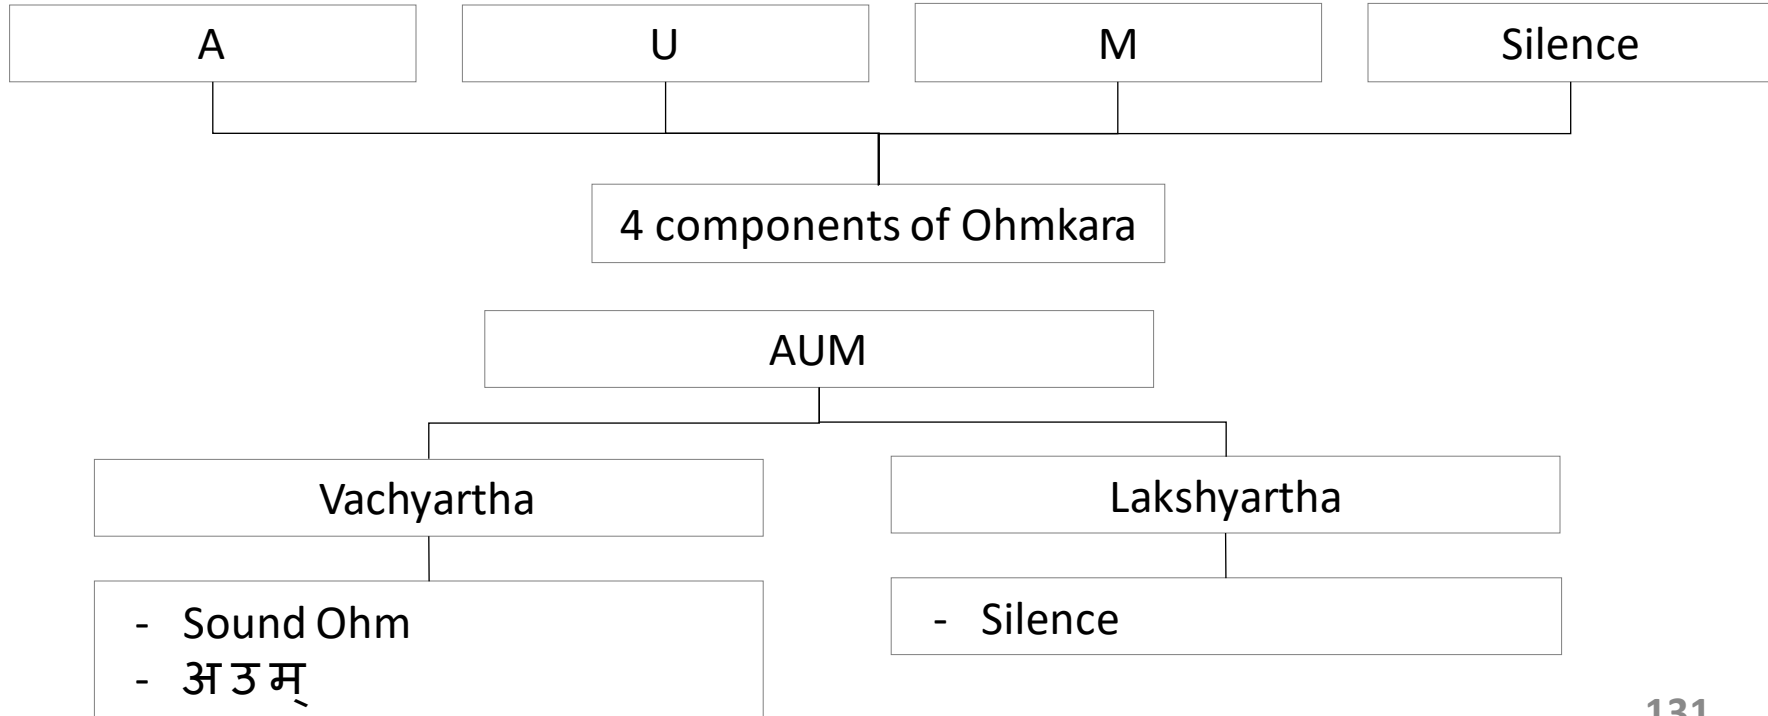 A
U
M
Silence
4 components of Ohmkara
AUM
Vachyartha
Lakshyartha
- Sound Ohm
- अ उ म्
- Silence
131